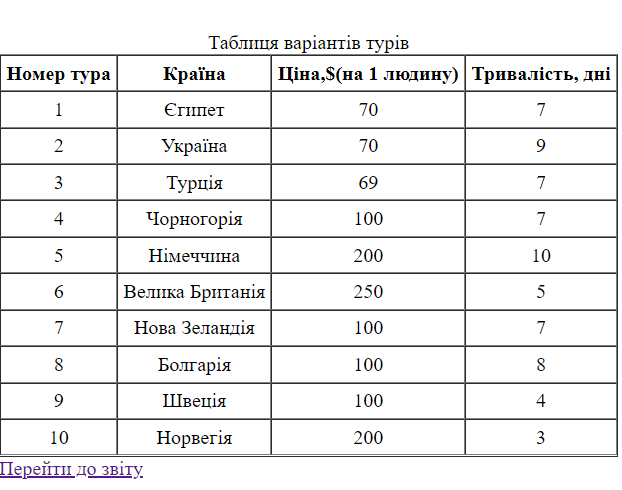 Таблиця варіантів турів
Номер тура Країна Ціна,$(на 1 людину) Тривалість, дні
1 Єгипет 70 7
2 Україна 70 9
3 Турція 69 7
4 Чорногорія 100 7
5 Німеччина 200 10
6 Велика Британія 250 5
7 Нова Зеландія 100 7
8 Болгарія 100 8
9 Швеція 100 4
10 Норвегія 200 3
Перейти до звіту